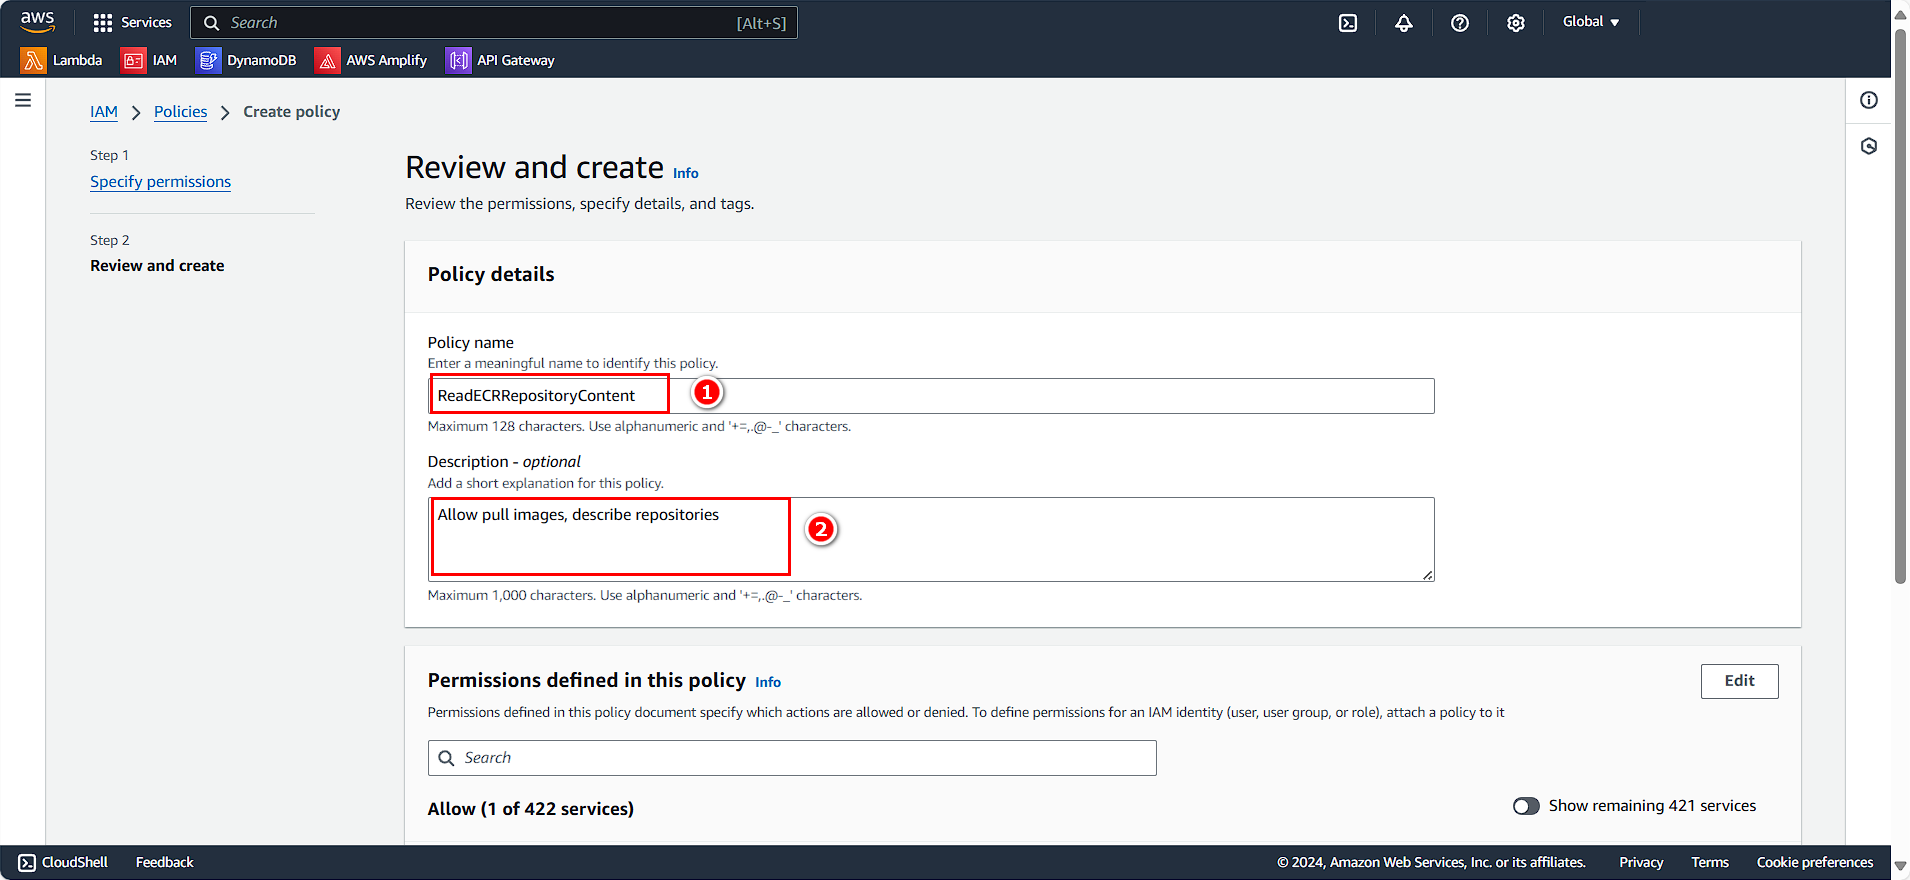 aws Services Search [Alt+S] Global
Lambda IAM DynamoDB AWS Amplify API Gateway
IAM Policies Create policy
Step 1
Specify permissions
Step 2
Review and create
Review and create Info
Review the permissions, specify details, and tags.
Policy details
Policy name
Enter a meaningful name to identify this policy.
ReadECRRepositoryContent 1
Maximum 128 characters. Use alphanumeric and '+=,.@-_' characters.
Description - optional
Add a short explanation for this policy.
Allow pull images, describe repositories
2
Maximum 1,000 characters. Use alphanumeric and '+=,.@-_' characters.
Permissions defined in this policy Info
Edit
Permissions defined in this policy document specify which actions are allowed or denied. To define permissions for an IAM identity (user, user group, or role), attach a policy to it
Search
Allow (1 of 422 services)
Show remaining 421 services
CloudShell Feedback © 2024, Amazon Web Services, Inc. or its affiliates. Privacy Terms Cookie preferences